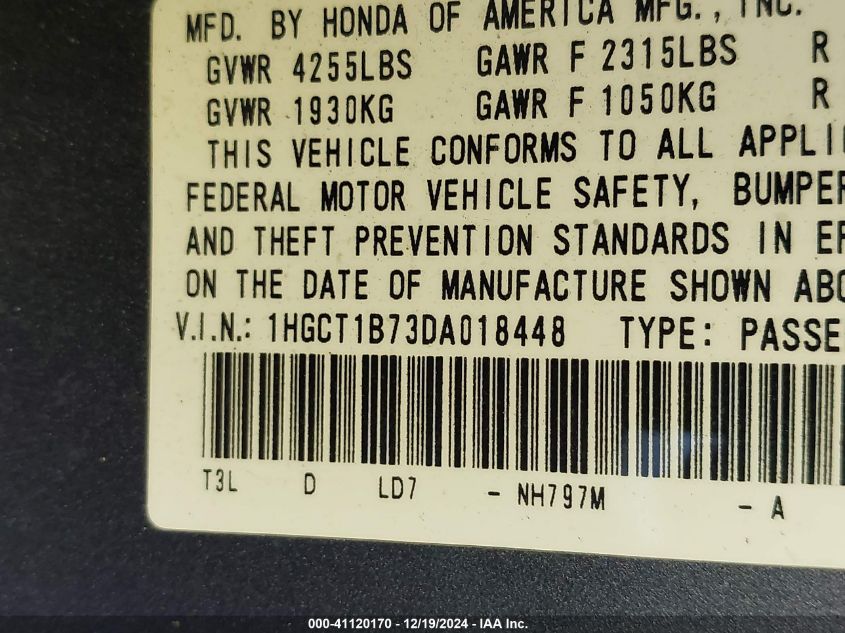 MFD. BY HONDA OF AMERICA MFG., INC.
GVWR 4255LBS GAWR F 2315LBS R
GVWR 1930KG GAWR F 1050KG R
THIS VEHICLE CONFORMS TO ALL APPLI
FEDERAL MOTOR VEHICLE SAFETY, BUMPER
AND THEFT PREVENTION STANDARDS IN EF
ON THE DATE OF MANUFACTURE SHOWN ABO
V.I.N.: 1HGCT1B73DA018448 TYPE: PASSE
T3L D LD7 - NH797M - A
000-41120170 - 12/19/2024 - IAA Inc.